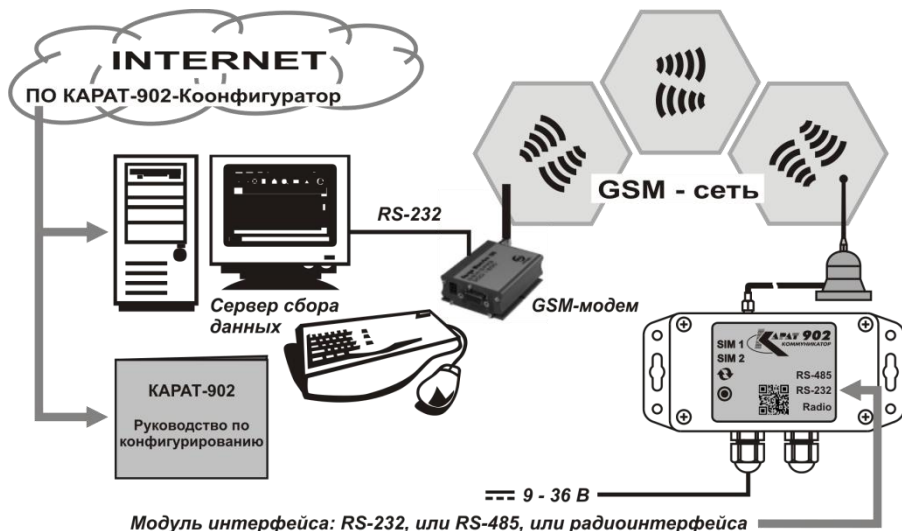 INTERNET
ПО КАРАТ-902-Коонфигуратор
RS-232
GSM - сеть
Сервер сбора
данных
GSM-модем
SIM 1
SIM 2
КАРАТ 902
КОММУНИКАТОР
RS-485
RS-232
Radio
КАРАТ-902
Руководство по
конфигурированию
9 - 36 В
Модуль интерфейса: RS-232, или RS-485, или радиоинтерфейса